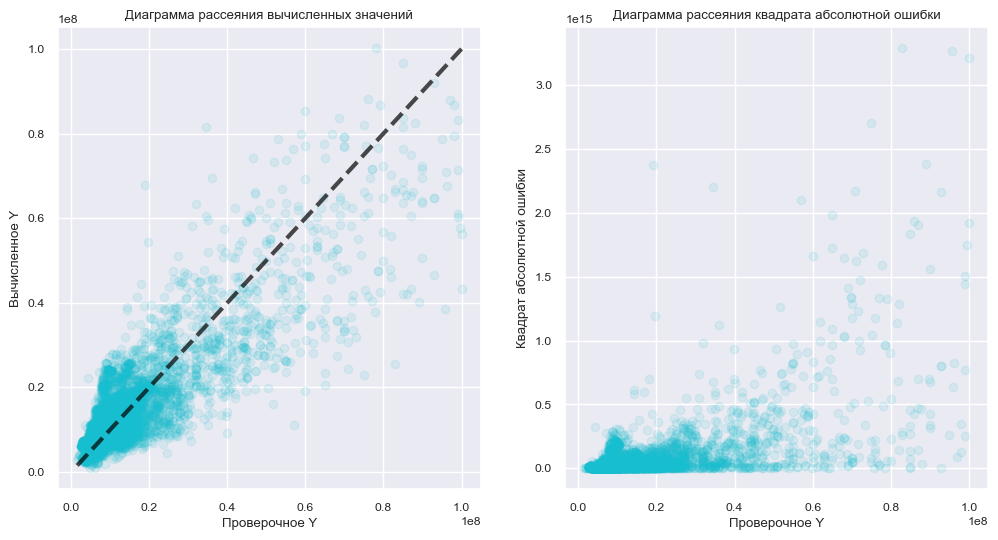 Диаграмма рассеяния вычисленных значений
1e8
1.0
0.8
0.6
0.4
0.2
0.0
Вычисленное Y
0.0 0.2 0.4 0.6 0.8 1.0
Проверочное Y
1e8
Диаграмма рассеяния квадрата абсолютной ошибки
1e15
3.0
2.5
2.0
1.5
1.0
0.5
0.0
Квадрат абсолютной ошибки
0.0 0.2 0.4 0.6 0.8 1.0
Проверочное Y
1e8